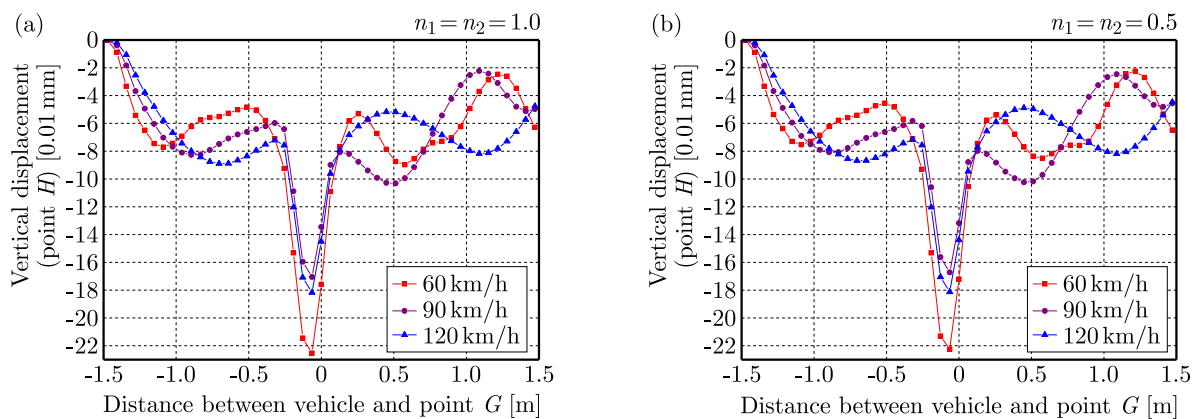 (a)
n₁=n₂=1.0
Vertical displacement
(point H) [0.01 mm]
0
-2
-4
-6
-8
-10
-12
-14
-16
-18
-20
-22
60 km/h
90 km/h
120 km/h
-1.5 -1.0 -0.5 0 0.5 1.0 1.5
Distance between vehicle and point G [m]
(b)
n₁=n₂=0.5
Vertical displacement
(point H) [0.01 mm]
0
-2
-4
-6
-8
-10
-12
-14
-16
-18
-20
-22
60 km/h
90 km/h
120 km/h
-1.5 -1.0 -0.5 0 0.5 1.0 1.5
Distance between vehicle and point G [m]